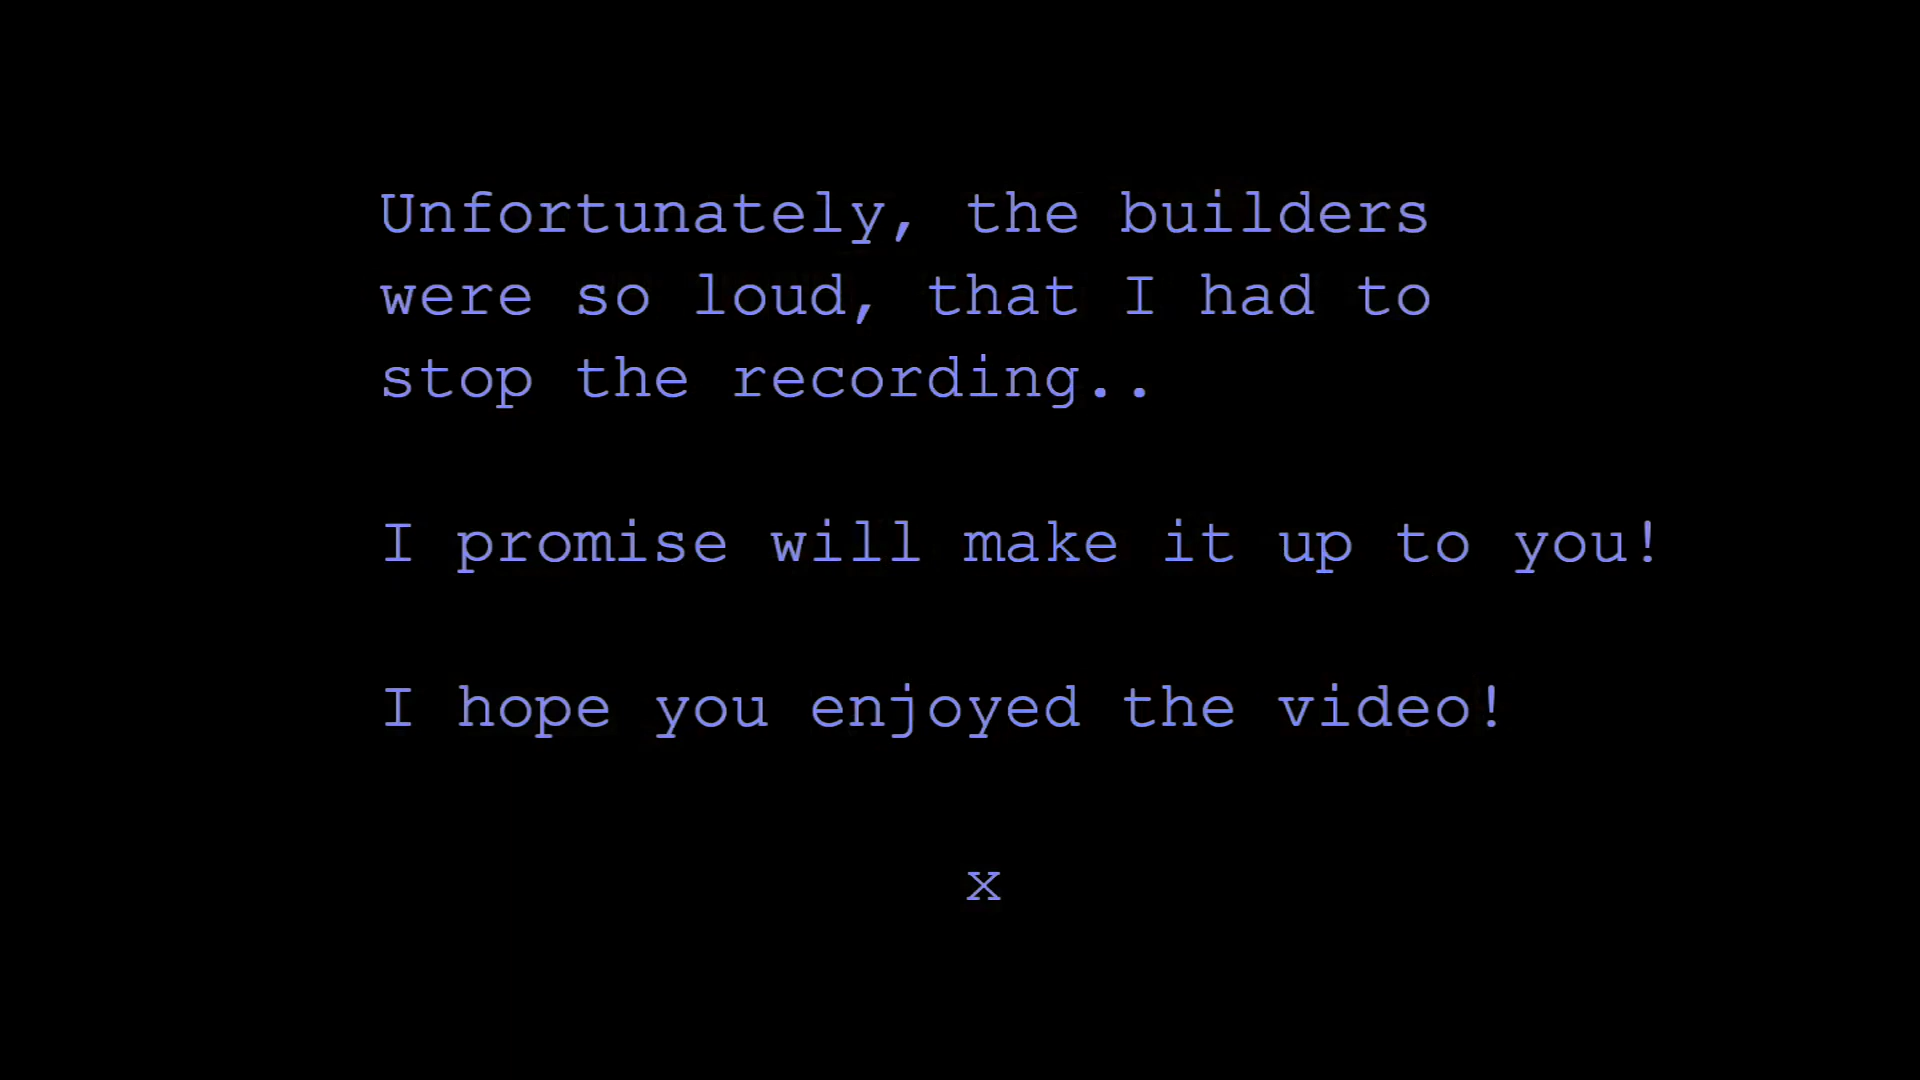 Unfortunately, the builders
were so loud, that I had to
stop the recording..
I promise will make it up to you!
I hope you enjoyed the video!
x